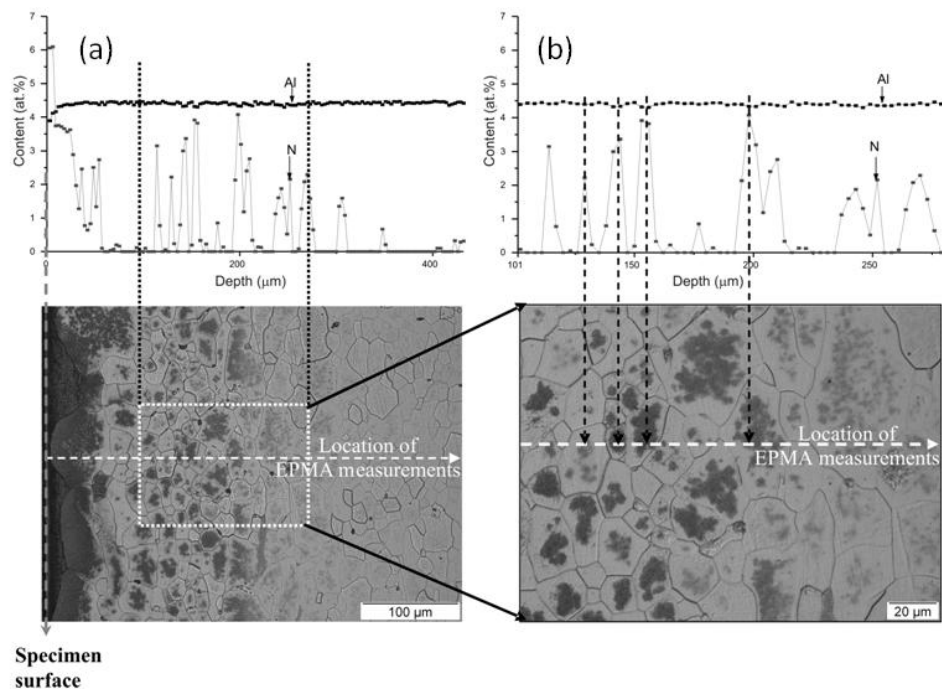 (a)
Content (at.%)
7
6
5
4
3
2
1
0
Al
N
0
200
400
Depth (μm)
(b)
Content (at.%)
7
6
5
4
3
2
1
0
Al
N
101
150
200
250
Depth (μm)
Location of
EPMA measurements
100 μm
Location of
EPMA measurements
20 μm
Specimen
surface